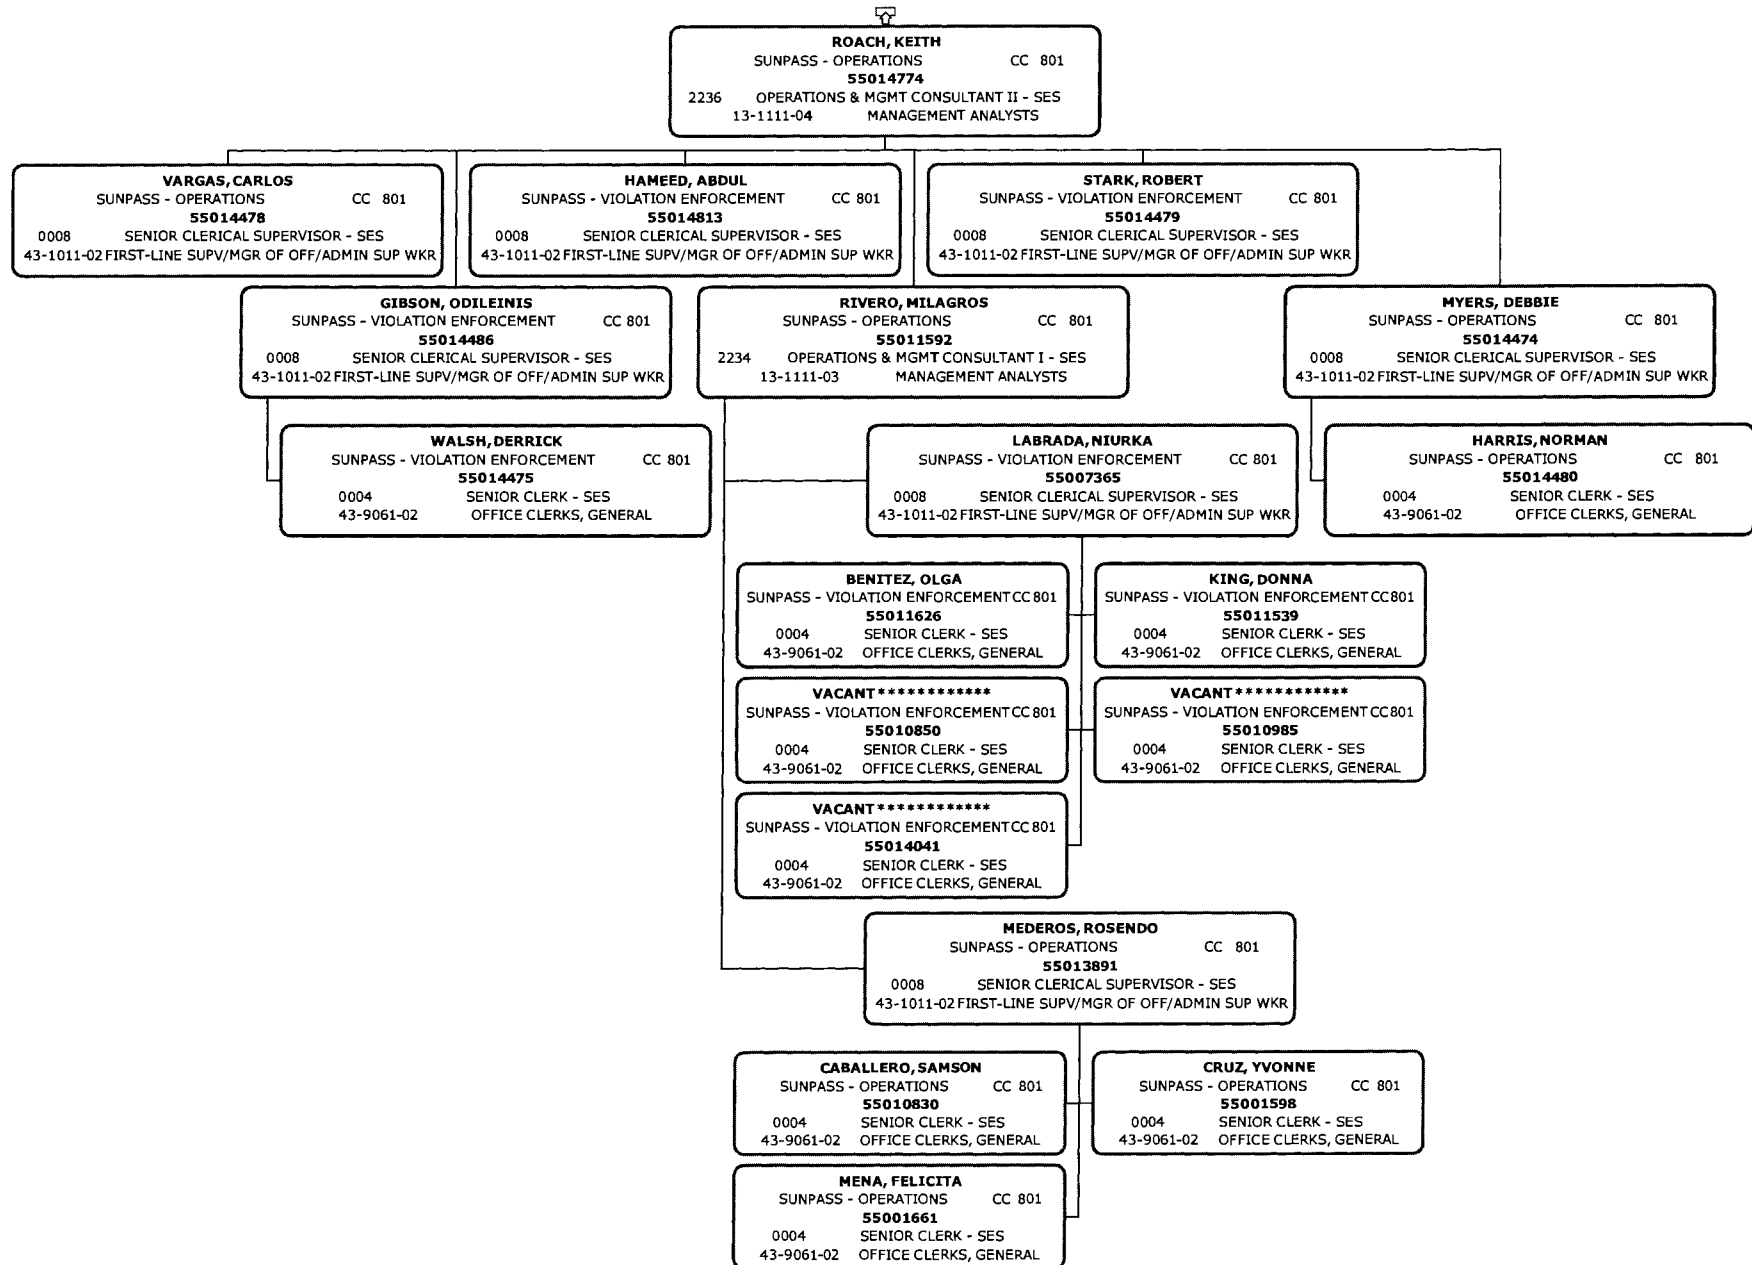 ROACH, KEITH
SUNPASS - OPERATIONS CC 801
55014774
2236 OPERATIONS & MGMT CONSULTANT II - SES
13-1111-04 MANAGEMENT ANALYSTS
VARGAS, CARLOS
SUNPASS - OPERATIONS CC 801
55014478
0008 SENIOR CLERICAL SUPERVISOR - SES
43-1011-02 FIRST-LINE SUPV/MGR OF OFF/ADMIN SUP WKR
HAMEED, ABDUL
SUNPASS - VIOLATION ENFORCEMENT CC 801
55014813
0008 SENIOR CLERICAL SUPERVISOR - SES
43-1011-02 FIRST-LINE SUPV/MGR OF OFF/ADMIN SUP WKR
STARK, ROBERT
SUNPASS - VIOLATION ENFORCEMENT CC 801
55014479
0008 SENIOR CLERICAL SUPERVISOR - SES
43-1011-02 FIRST-LINE SUPV/MGR OF OFF/ADMIN SUP WKR
GIBSON, ODILEINIS
SUNPASS - VIOLATION ENFORCEMENT CC 801
55014486
0008 SENIOR CLERICAL SUPERVISOR - SES
43-1011-02 FIRST-LINE SUPV/MGR OF OFF/ADMIN SUP WKR
RIVERO, MILAGROS
SUNPASS - OPERATIONS CC 801
55011592
2234 OPERATIONS & MGMT CONSULTANT I - SES
13-1111-03 MANAGEMENT ANALYSTS
MYERS, DEBBIE
SUNPASS - OPERATIONS CC 801
55014474
0008 SENIOR CLERICAL SUPERVISOR - SES
43-1011-02 FIRST-LINE SUPV/MGR OF OFF/ADMIN SUP WKR
WALSH, DERRICK
SUNPASS - VIOLATION ENFORCEMENT CC 801
55014475
0004 SENIOR CLERK - SES
43-9061-02 OFFICE CLERKS, GENERAL
LABRADA, NIURKA
SUNPASS - VIOLATION ENFORCEMENT CC 801
55007365
0008 SENIOR CLERICAL SUPERVISOR - SES
43-1011-02 FIRST-LINE SUPV/MGR OF OFF/ADMIN SUP WKR
HARRIS, NORMAN
SUNPASS - OPERATIONS CC 801
55014480
0004 SENIOR CLERK - SES
43-9061-02 OFFICE CLERKS, GENERAL
BENITEZ, OLGA
SUNPASS - VIOLATION ENFORCEMENT CC 801
55011626
0004 SENIOR CLERK - SES
43-9061-02 OFFICE CLERKS, GENERAL
KING, DONNA
SUNPASS - VIOLATION ENFORCEMENT CC 801
55011539
0004 SENIOR CLERK - SES
43-9061-02 OFFICE CLERKS, GENERAL
VACANT ************
SUNPASS - VIOLATION ENFORCEMENT CC 801
55010850
0004 SENIOR CLERK - SES
43-9061-02 OFFICE CLERKS, GENERAL
VACANT ************
SUNPASS - VIOLATION ENFORCEMENT CC 801
55010985
0004 SENIOR CLERK - SES
43-9061-02 OFFICE CLERKS, GENERAL
VACANT ************
SUNPASS - VIOLATION ENFORCEMENT CC 801
55014041
0004 SENIOR CLERK - SES
43-9061-02 OFFICE CLERKS, GENERAL
MEDEROS, ROSENDO
SUNPASS - OPERATIONS CC 801
55013891
0008 SENIOR CLERICAL SUPERVISOR - SES
43-1011-02 FIRST-LINE SUPV/MGR OF OFF/ADMIN SUP WKR
CABALLERO, SAMSON
SUNPASS - OPERATIONS CC 801
55010830
0004 SENIOR CLERK - SES
43-9061-02 OFFICE CLERKS, GENERAL
CRUZ, YVONNE
SUNPASS - OPERATIONS CC 801
55001598
0004 SENIOR CLERK - SES
43-9061-02 OFFICE CLERKS, GENERAL
MENA, FELICITA
SUNPASS - OPERATIONS CC 801
55001661
0004 SENIOR CLERK - SES
43-9061-02 OFFICE CLERKS, GENERAL